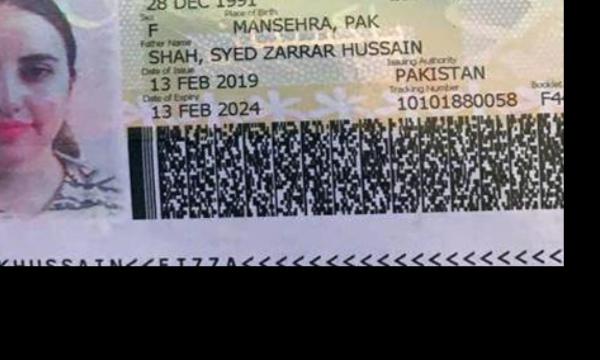 28 DEC 1991
Sex Place of Birth
F MANSEHRA, PAK
Father Name
SHAH, SYED ZARRAR HUSSAIN
Date of Issue Issuing Authority
13 FEB 2019 PAKISTAN
Date of Expiry Tracking Number Booklet
13 FEB 2024 10101880058 F4
KHUSSAIN<<FIZZA<<<<<<<<<<<<<<<<<<<<